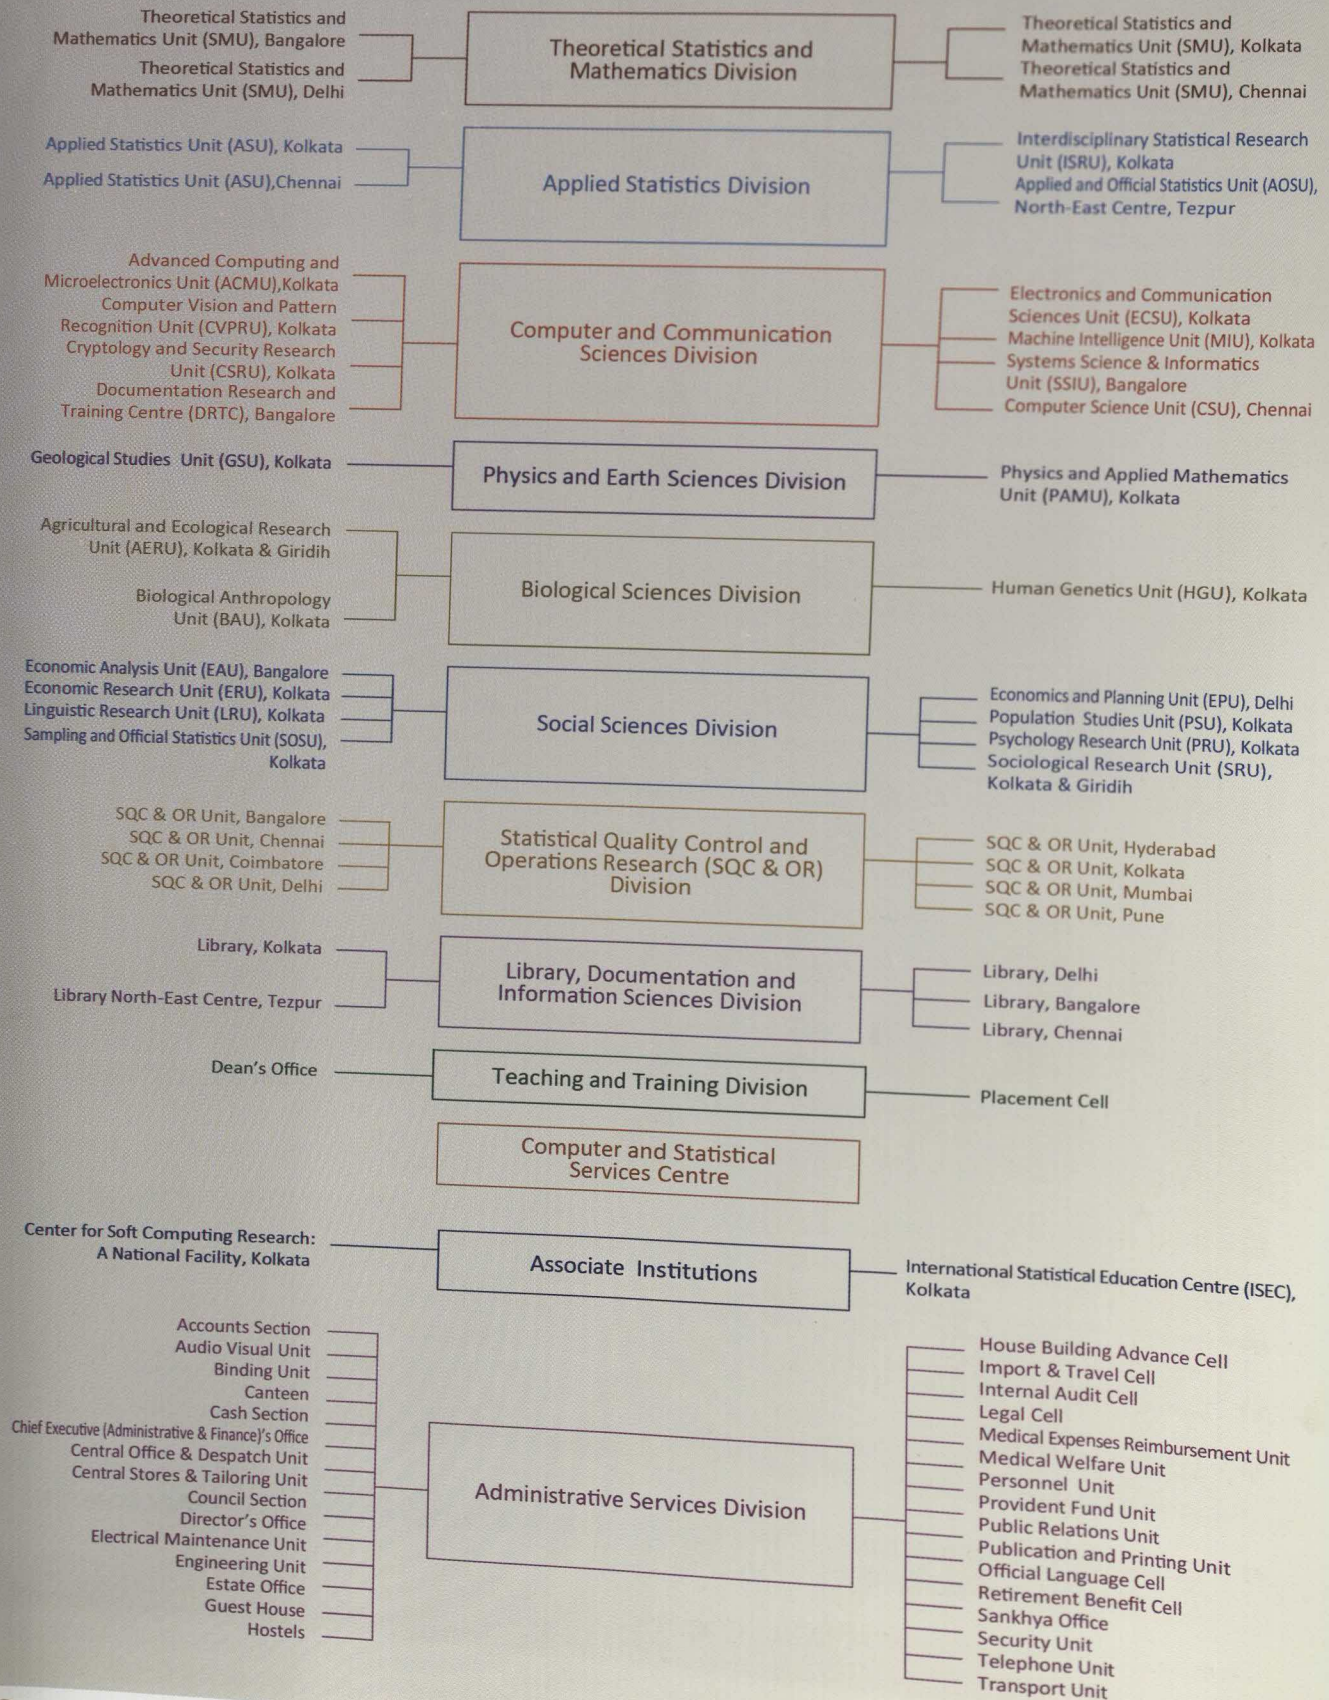 Theoretical Statistics and
Mathematics Unit (SMU), Bangalore
Theoretical Statistics and
Mathematics Unit (SMU), Delhi
Theoretical Statistics and
Mathematics Division
Theoretical Statistics and
Mathematics Unit (SMU), Kolkata
Theoretical Statistics and
Mathematics Unit (SMU), Chennai
Applied Statistics Unit (ASU), Kolkata
Applied Statistics Unit (ASU),Chennai
Applied Statistics Division
Interdisciplinary Statistical Research
Unit (ISRU), Kolkata
Applied and Official Statistics Unit (AOSU),
North-East Centre, Tezpur
Advanced Computing and
Microelectronics Unit (ACMU),Kolkata
Computer Vision and Pattern
Recognition Unit (CVPRU), Kolkata
Cryptology and Security Research
Unit (CSRU), Kolkata
Documentation Research and
Training Centre (DRTC), Bangalore
Computer and Communication
Sciences Division
Electronics and Communication
Sciences Unit (ECSU), Kolkata
Machine Intelligence Unit (MIU), Kolkata
Systems Science & Informatics
Unit (SSIU), Bangalore
Computer Science Unit (CSU), Chennai
Geological Studies Unit (GSU), Kolkata
Physics and Earth Sciences Division
Physics and Applied Mathematics
Unit (PAMU), Kolkata
Agricultural and Ecological Research
Unit (AERU), Kolkata & Giridih
Biological Anthropology
Unit (BAU), Kolkata
Biological Sciences Division
Human Genetics Unit (HGU), Kolkata
Economic Analysis Unit (EAU), Bangalore
Economic Research Unit (ERU), Kolkata
Linguistic Research Unit (LRU), Kolkata
Sampling and Official Statistics Unit (SOSU),
Kolkata
Social Sciences Division
Economics and Planning Unit (EPU), Delhi
Population Studies Unit (PSU), Kolkata
Psychology Research Unit (PRU), Kolkata
Sociological Research Unit (SRU),
Kolkata & Giridih
SQC & OR Unit, Bangalore
SQC & OR Unit, Chennai
SQC & OR Unit, Coimbatore
SQC & OR Unit, Delhi
Statistical Quality Control and
Operations Research (SQC & OR)
Division
SQC & OR Unit, Hyderabad
SQC & OR Unit, Kolkata
SQC & OR Unit, Mumbai
SQC & OR Unit, Pune
Library, Kolkata
Library North-East Centre, Tezpur
Library, Documentation and
Information Sciences Division
Library, Delhi
Library, Bangalore
Library, Chennai
Dean's Office
Teaching and Training Division
Placement Cell
Computer and Statistical
Services Centre
Center for Soft Computing Research:
A National Facility, Kolkata
Associate Institutions
International Statistical Education Centre (ISEC),
Kolkata
Accounts Section
Audio Visual Unit
Binding Unit
Canteen
Cash Section
Chief Executive (Administrative & Finance)'s Office
Central Office & Despatch Unit
Central Stores & Tailoring Unit
Council Section
Director's Office
Electrical Maintenance Unit
Engineering Unit
Estate Office
Guest House
Hostels
Administrative Services Division
House Building Advance Cell
Import & Travel Cell
Internal Audit Cell
Legal Cell
Medical Expenses Reimbursement Unit
Medical Welfare Unit
Personnel Unit
Provident Fund Unit
Public Relations Unit
Publication and Printing Unit
Official Language Cell
Retirement Benefit Cell
Sankhya Office
Security Unit
Telephone Unit
Transport Unit